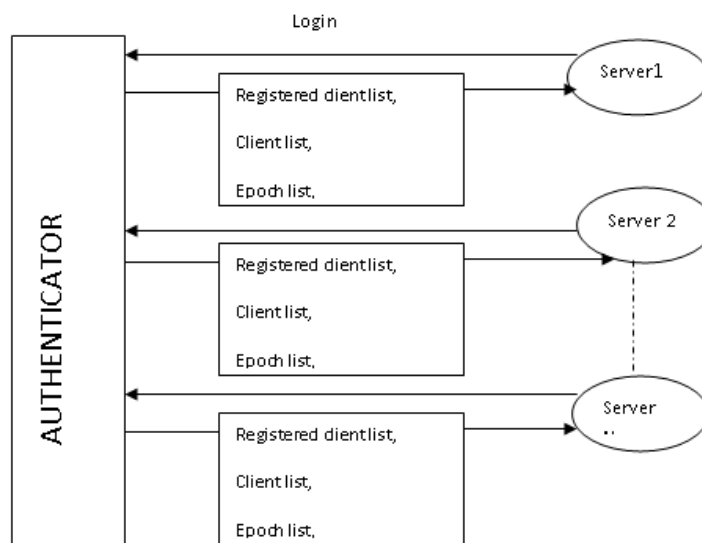 Login
Server1
Registered dientlist,
Client list,
Epoch list,
AUTHENTICATOR
Server 2
Registered dientlist,
Client list,
Epoch list,
Server
..
Registered dientlist,
Client list,
Epoch list,